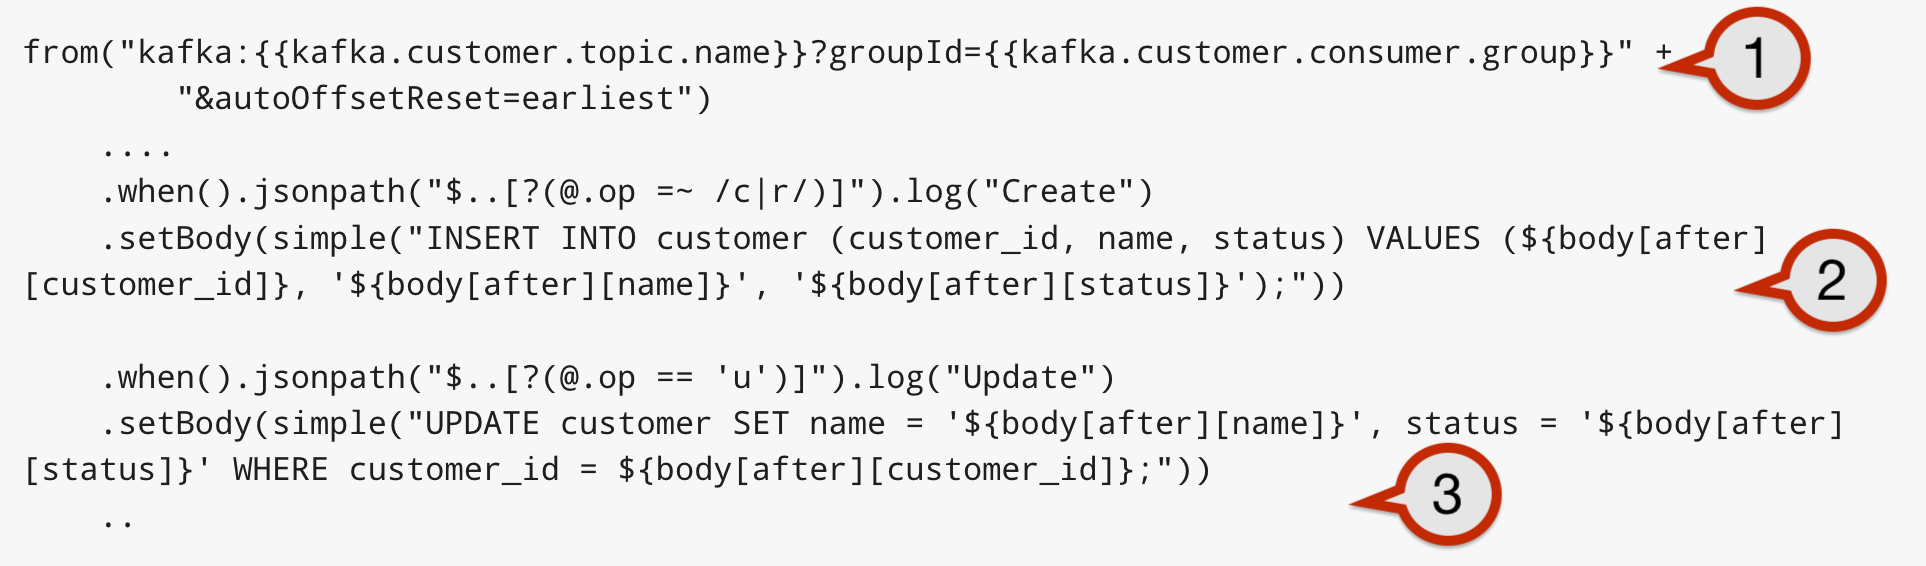 from("kafka:{{kafka.customer.topic.name}}?groupId={{kafka.customer.consumer.group}}" +
1
"&autoOffsetReset=earliest")
....
.when().jsonpath("$..[?(@.op =~ /c|r/)]").log("Create")
.setBody(simple("INSERT INTO customer (customer_id, name, status) VALUES (${body[after]
[customer_id]}, '${body[after][name]}', '${body[after][status]}');"))
2
.when().jsonpath("$..[?(@.op == 'u')]").log("Update")
.setBody(simple("UPDATE customer SET name = '${body[after][name]}', status = '${body[after]
[status]}' WHERE customer_id = ${body[after][customer_id]};"))
3
..